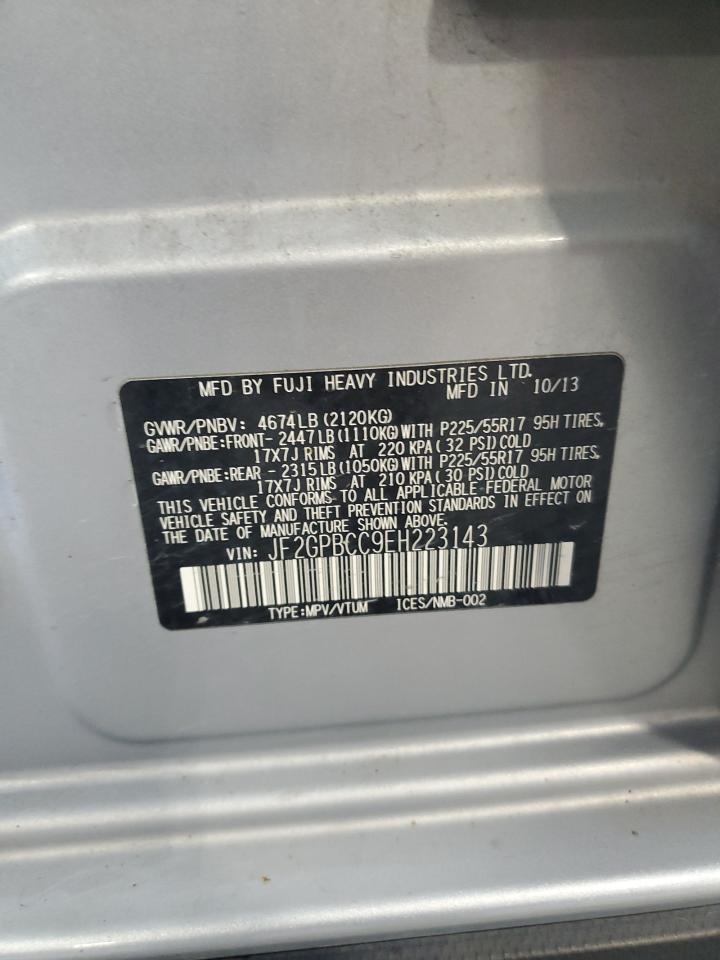 MFD BY FUJI HEAVY INDUSTRIES LTD.
MFD IN 10/13
GVWR/PNBV: 4674LB(2120KG)
GAWR/PNBE:FRONT-2447LB(1110KG)WITH P225/55R17 95H TIRES,
17X7J RIMS AT 220 KPA(32 PSI)COLD
GAWR/PNBE:REAR -2315LB(1050KG)WITH P225/55R17 95H TIRES,
17X7J RIMS AT 210 KPA(30 PSI)COLD
THIS VEHICLE CONFORMS TO ALL APPLICABLE FEDERAL MOTOR
VEHICLE SAFETY AND THEFT PREVENTION STANDARDS IN EFFECT ON
THE DATE OF MANUFACTURE SHOWN ABOVE.
VIN: JF2GPBCC9EH223143
TYPE:MPV/VTUM ICES/NMB-002